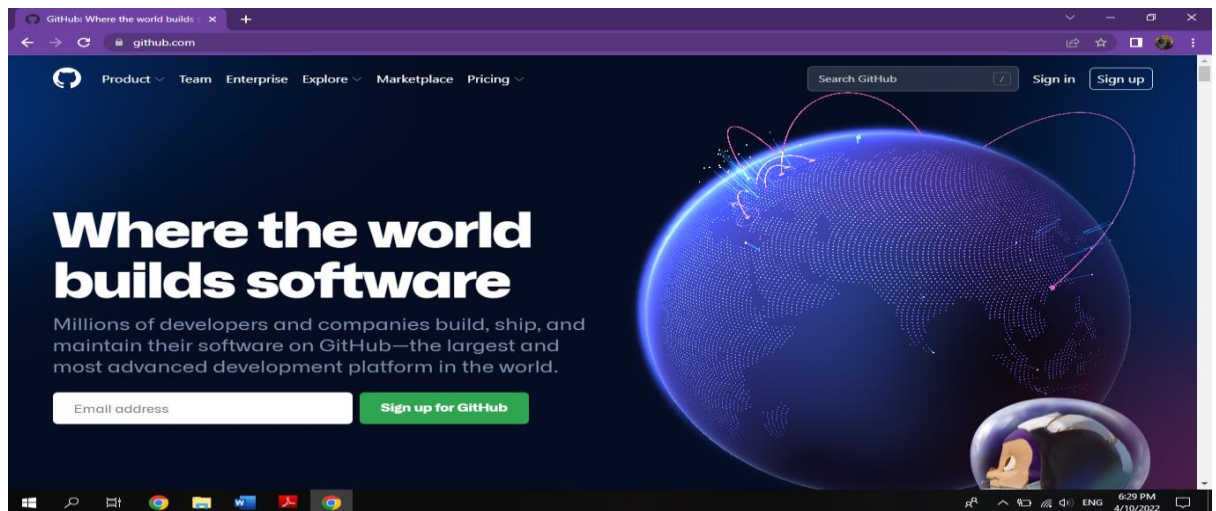 GitHub: Where the world builds s
github.com
Product Team Enterprise Explore Marketplace Pricing Search GitHub / Sign in Sign up
Where the world
builds software
Millions of developers and companies build, ship, and
maintain their software on GitHub—the largest and
most advanced development platform in the world.
Email address Sign up for GitHub
ENG 6:29 PM
4/10/2022